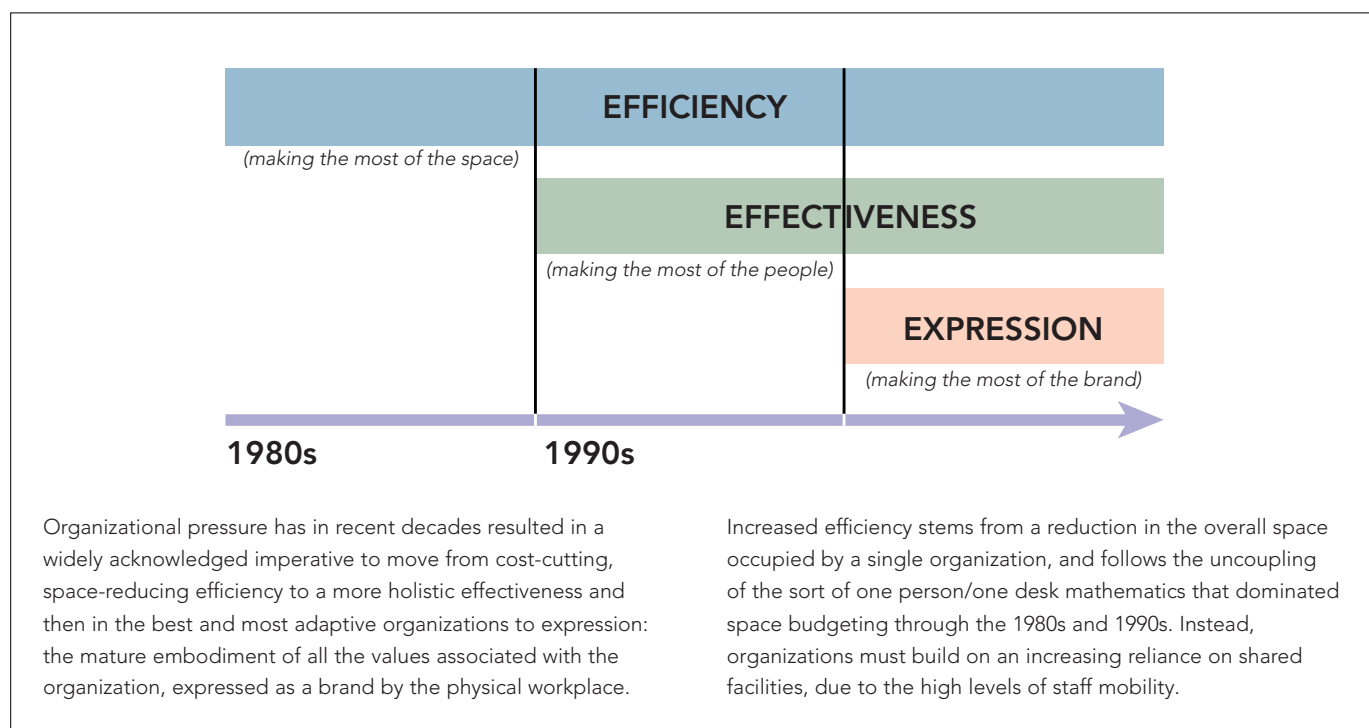 EFFICIENCY
(making the most of the space)
EFFECTIVENESS
(making the most of the people)
EXPRESSION
(making the most of the brand)
1980s
1990s
Organizational pressure has in recent decades resulted in a
widely acknowledged imperative to move from cost-cutting,
space-reducing efficiency to a more holistic effectiveness and
then in the best and most adaptive organizations to expression:
the mature embodiment of all the values associated with the
organization, expressed as a brand by the physical workplace.
Increased efficiency stems from a reduction in the overall space
occupied by a single organization, and follows the uncoupling
of the sort of one person/one desk mathematics that dominated
space budgeting through the 1980s and 1990s. Instead,
organizations must build on an increasing reliance on shared
facilities, due to the high levels of staff mobility.